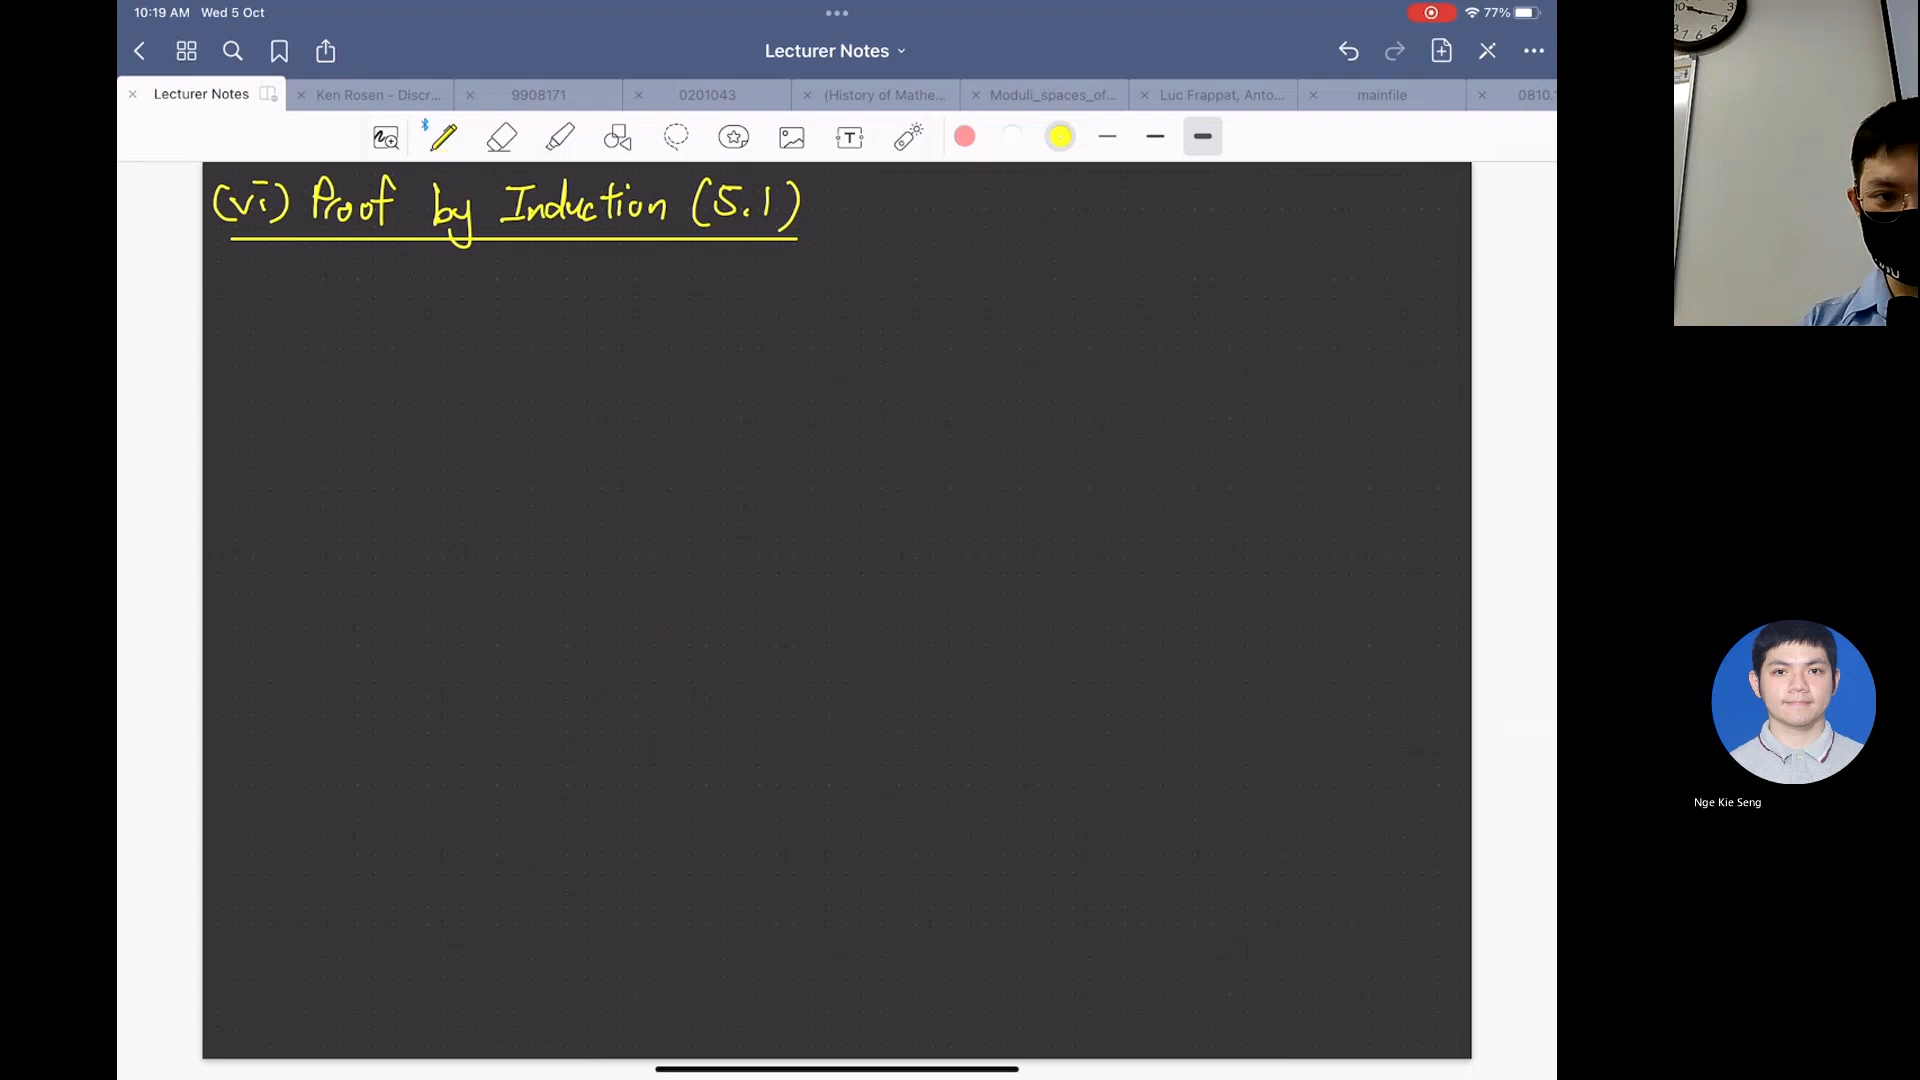 10:19 AM Wed 5 Oct
77%
Lecturer Notes
Lecturer Notes
Ken Rosen - Discr...
9908171
0201043
(History of Mathe...
Moduli_spaces_of...
Luc Frappat, Anto...
mainfile
0810.
(vi) Proof by Induction (5.1)
Nge Kie Seng